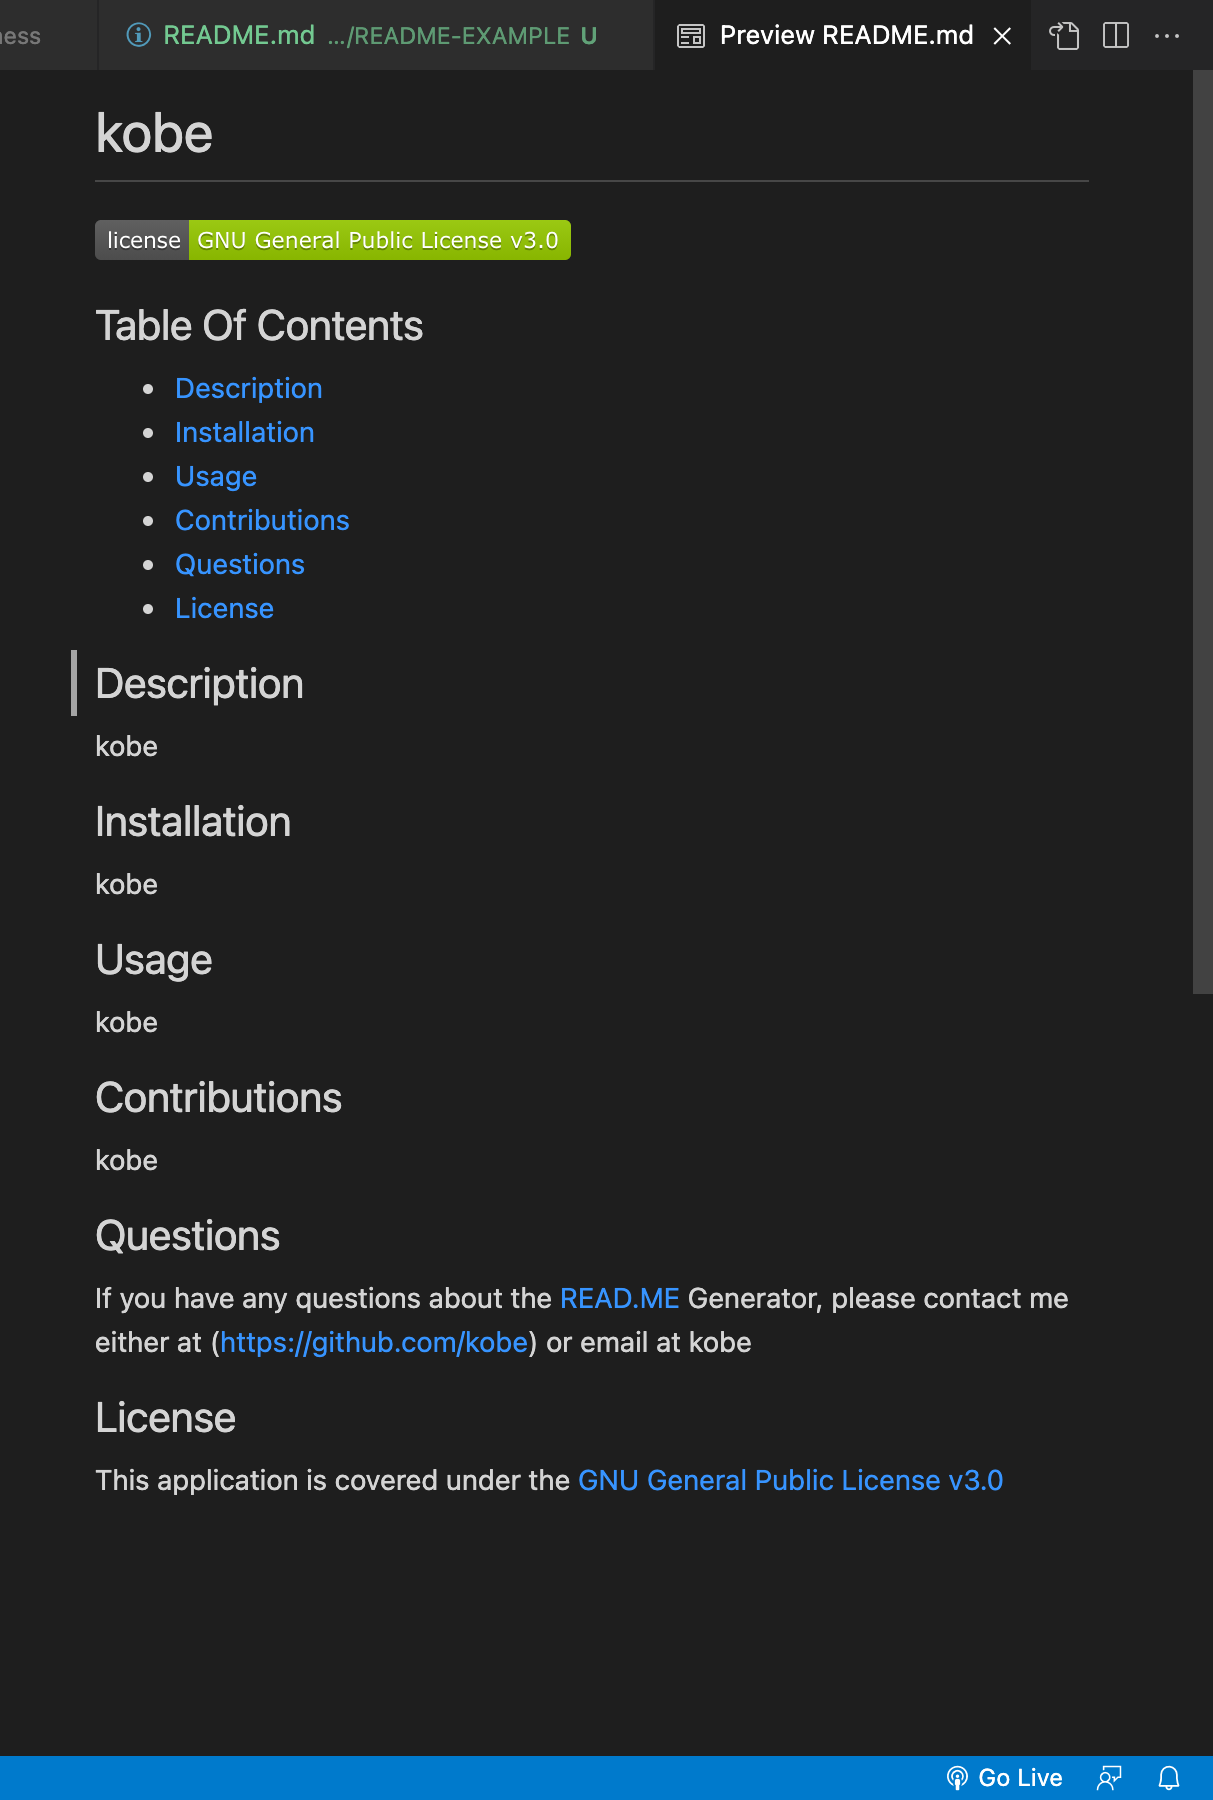 ess
README.md .../README-EXAMPLE U
Preview README.md
kobe
license GNU General Public License v3.0
Table Of Contents
Description
Installation
Usage
Contributions
Questions
License
Description
kobe
Installation
kobe
Usage
kobe
Contributions
kobe
Questions
If you have any questions about the READ.ME Generator, please contact me
either at (https://github.com/kobe) or email at kobe
License
This application is covered under the GNU General Public License v3.0
Go Live